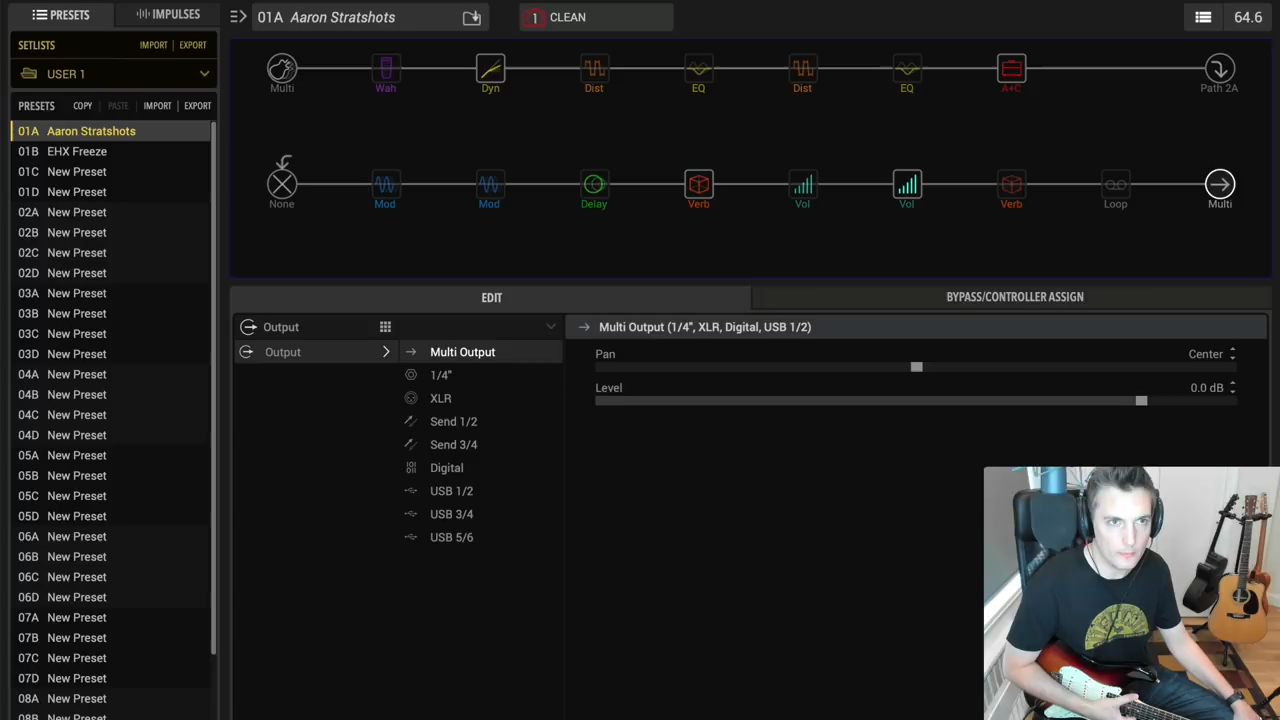 PRESETS
IMPULSES
01A Aaron Stratshots
1 CLEAN
64.6
SETLISTS IMPORT | EXPORT
USER 1
PRESETS COPY PASTE IMPORT EXPORT
01A Aaron Stratshots
01B EHX Freeze
01C New Preset
01D New Preset
02A New Preset
02B New Preset
02C New Preset
02D New Preset
03A New Preset
03B New Preset
03C New Preset
03D New Preset
04A New Preset
04B New Preset
04C New Preset
04D New Preset
05A New Preset
05B New Preset
05C New Preset
05D New Preset
06A New Preset
06B New Preset
06C New Preset
06D New Preset
07A New Preset
07B New Preset
07C New Preset
07D New Preset
08A New Preset
08B New Preset
Multi Wah Dyn Dist EQ Dist EQ A+C Path 2A
None Mod Mod Delay Verb Vol Vol Verb Loop Multi
EDIT
BYPASS/CONTROLLER ASSIGN
Output
Output
Multi Output
1/4"
XLR
Send 1/2
Send 3/4
Digital
USB 1/2
USB 3/4
USB 5/6
Multi Output (1/4", XLR, Digital, USB 1/2)
Pan Center
Level 0.0 dB